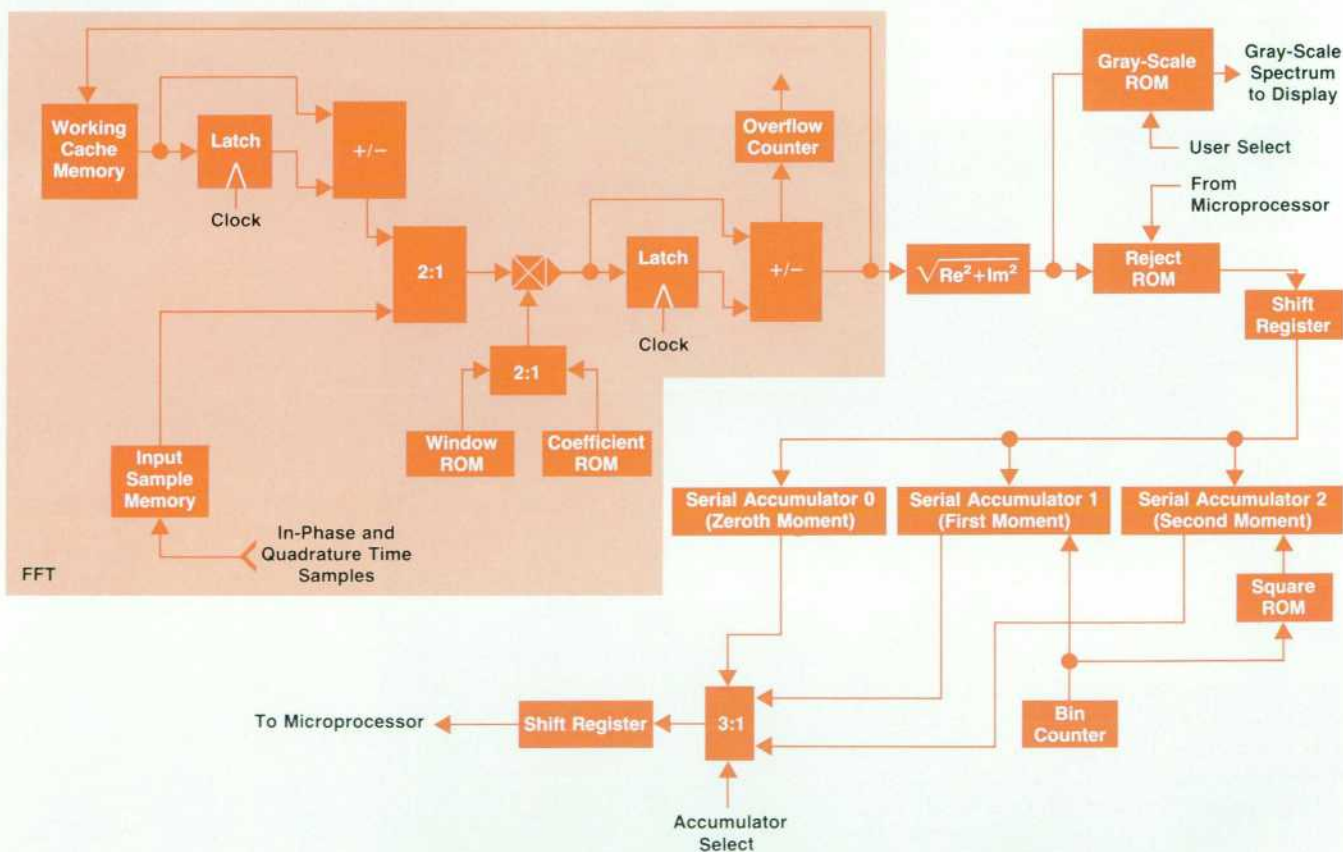 Working
Cache
Memory
Latch
Clock
+/−
2:1
Input
Sample
Memory
In-Phase and
Quadrature Time
Samples
FFT
2:1
Window
ROM
Coefficient
ROM
Latch
Clock
Overflow
Counter
+/−
√Re²+Im²
Gray-Scale
ROM
Gray-Scale
Spectrum
to Display
User Select
From
Microprocessor
Reject
ROM
Shift
Register
Serial Accumulator 0
(Zeroth Moment)
Serial Accumulator 1
(First Moment)
Serial Accumulator 2
(Second Moment)
Square
ROM
Bin
Counter
3:1
Accumulator
Select
Shift Register
To Microprocessor